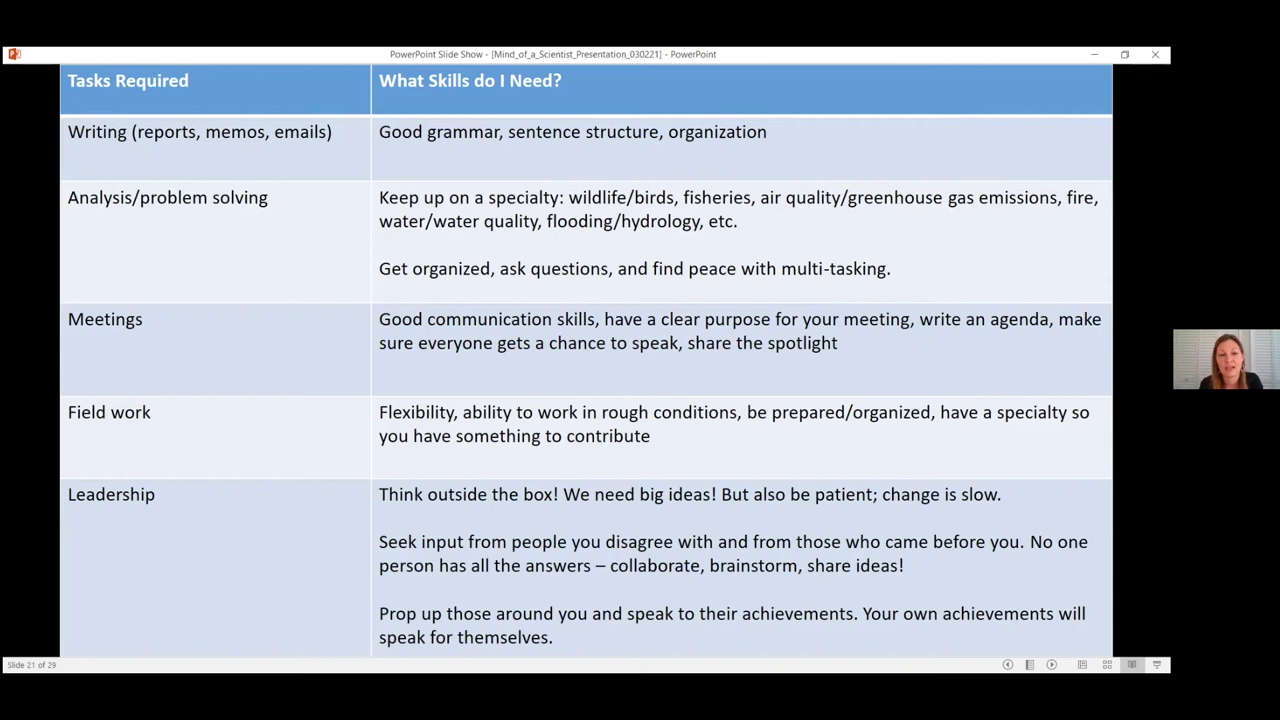 PowerPoint Slide Show - [Mind_of_a_Scientist_Presentation_030221] - PowerPoint
Tasks Required
What Skills do I Need?
Writing (reports, memos, emails)
Good grammar, sentence structure, organization
Analysis/problem solving
Keep up on a specialty: wildlife/birds, fisheries, air quality/greenhouse gas emissions, fire,
water/water quality, flooding/hydrology, etc.
Get organized, ask questions, and find peace with multi-tasking.
Meetings
Good communication skills, have a clear purpose for your meeting, write an agenda, make
sure everyone gets a chance to speak, share the spotlight
Field work
Flexibility, ability to work in rough conditions, be prepared/organized, have a specialty so
you have something to contribute
Leadership
Think outside the box! We need big ideas! But also be patient; change is slow.
Seek input from people you disagree with and from those who came before you. No one
person has all the answers – collaborate, brainstorm, share ideas!
Prop up those around you and speak to their achievements. Your own achievements will
speak for themselves.
Slide 21 of 29